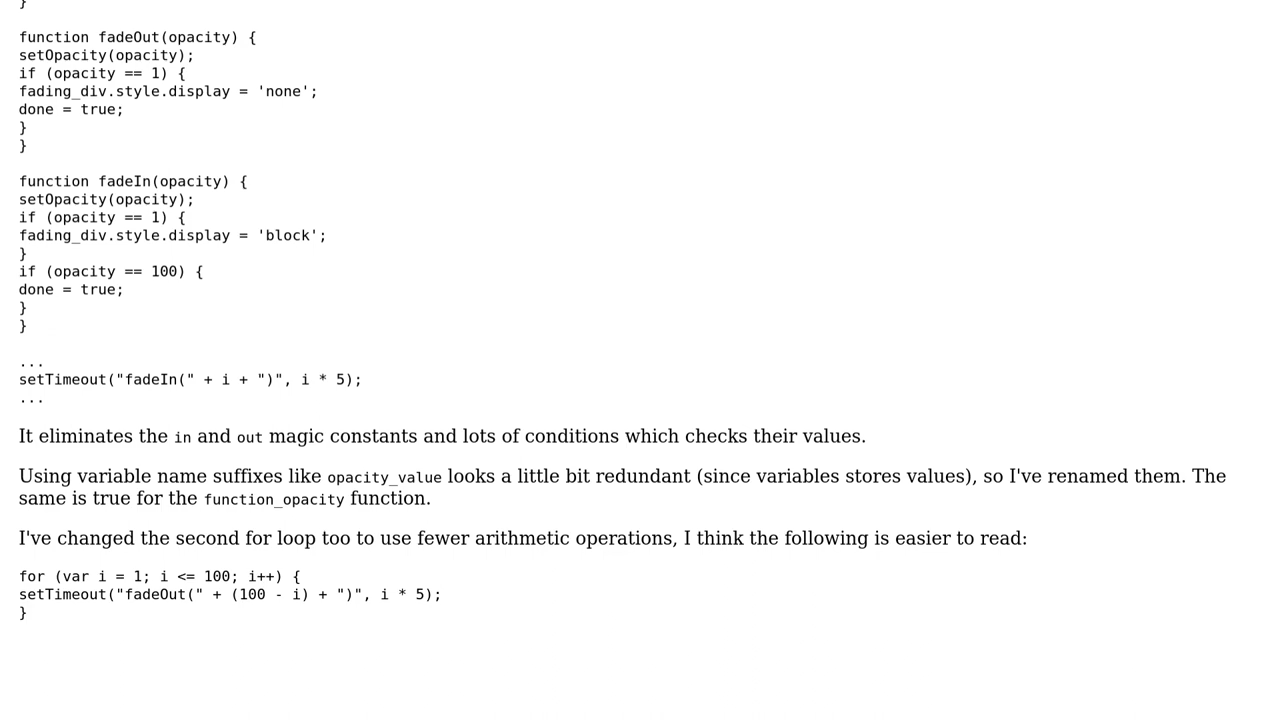 }
function fadeOut(opacity) {
setOpacity(opacity);
if (opacity == 1) {
fading_div.style.display = 'none';
done = true;
}
}
function fadeIn(opacity) {
setOpacity(opacity);
if (opacity == 1) {
fading_div.style.display = 'block';
}
if (opacity == 100) {
done = true;
}
}
...
setTimeout("fadeIn(" + i + ")", i * 5);
...
It eliminates the in and out magic constants and lots of conditions which checks their values.
Using variable name suffixes like opacity_value looks a little bit redundant (since variables stores values), so I've renamed them. The
same is true for the function_opacity function.
I've changed the second for loop too to use fewer arithmetic operations, I think the following is easier to read:
for (var i = 1; i <= 100; i++) {
setTimeout("fadeOut(" + (100 - i) + ")", i * 5);
}